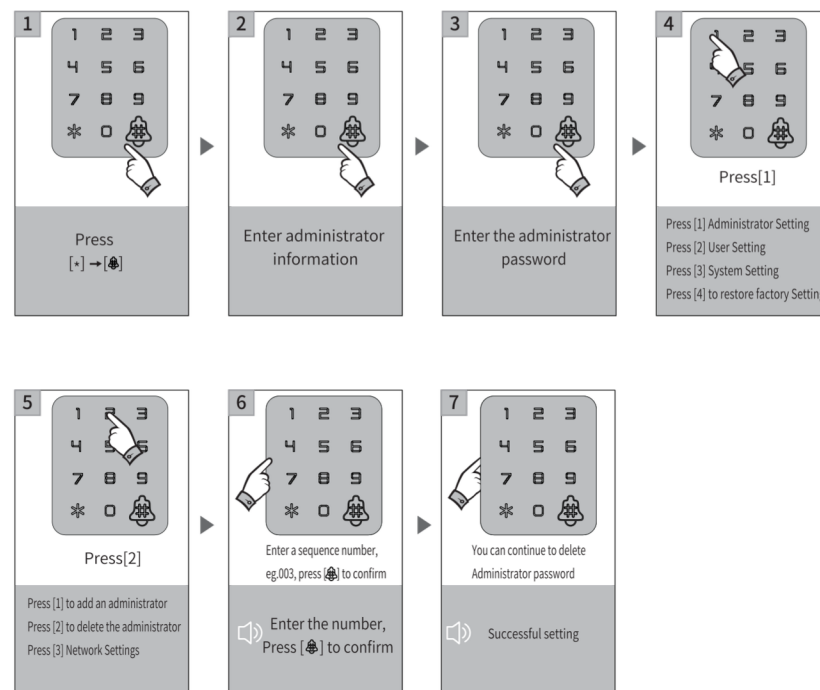 1
1 2 3
4 5 6
7 8 9
* 0 #
Press
[*] → [#]
2
1 2 3
4 5 6
7 8 9
* 0 #
Enter administrator
information
3
1 2 3
4 5 6
7 8 9
* 0 #
Enter the administrator
password
4
2 3
5 6
7 8 9
* 0 #
Press[1]
Press [1] Administrator Setting
Press [2] User Setting
Press [3] System Setting
Press [4] to restore factory Setting
5
1 2 3
4 5 6
7 8 9
* 0 #
Press[2]
Press [1] to add an administrator
Press [2] to delete the administrator
Press [3] Network Settings
6
1 2 3
4 5 6
7 8 9
* 0 #
Enter a sequence number,
eg.003, press [#] to confirm
Enter the number,
Press [#] to confirm
7
1 2 3
4 5 6
7 8 9
* 0 #
You can continue to delete
Administrator password
Successful setting